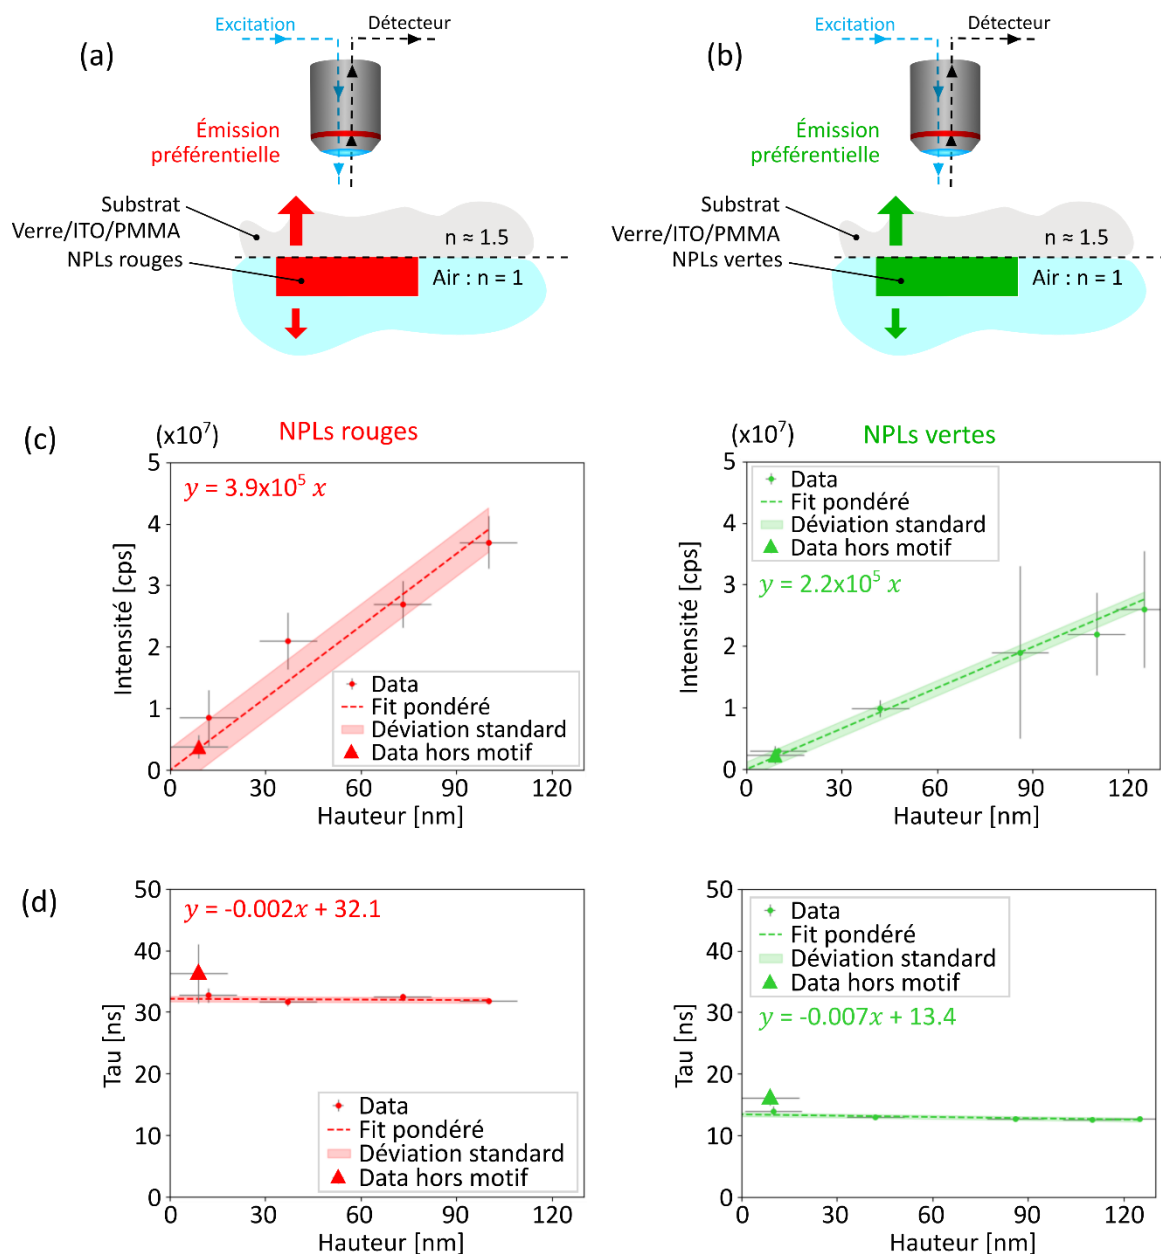 (a)
Excitation
Détecteur
Émission
préférentielle
Substrat
Verre/ITO/PMMA
NPLs rouges
n ≈ 1.5
Air : n = 1
(b)
Excitation
Détecteur
Émission
préférentielle
Substrat
Verre/ITO/PMMA
NPLs vertes
n ≈ 1.5
Air : n = 1
(c)
(x10⁷)
NPLs rouges
y = 3.9x10⁵ x
Intensité [cps]
5
4
3
2
1
0
Data
Fit pondéré
Déviation standard
Data hors motif
0 30 60 90 120
Hauteur [nm]
(x10⁷)
NPLs vertes
Data
Fit pondéré
Déviation standard
Data hors motif
y = 2.2x10⁵ x
Intensité [cps]
5
4
3
2
1
0
0 30 60 90 120
Hauteur [nm]
(d)
y = -0.002x + 32.1
Tau [ns]
50
40
30
20
10
0
Data
Fit pondéré
Déviation standard
Data hors motif
0 30 60 90 120
Hauteur [nm]
Data
Fit pondéré
Déviation standard
Data hors motif
y = -0.007x + 13.4
Tau [ns]
50
40
30
20
10
0
0 30 60 90 120
Hauteur [nm]